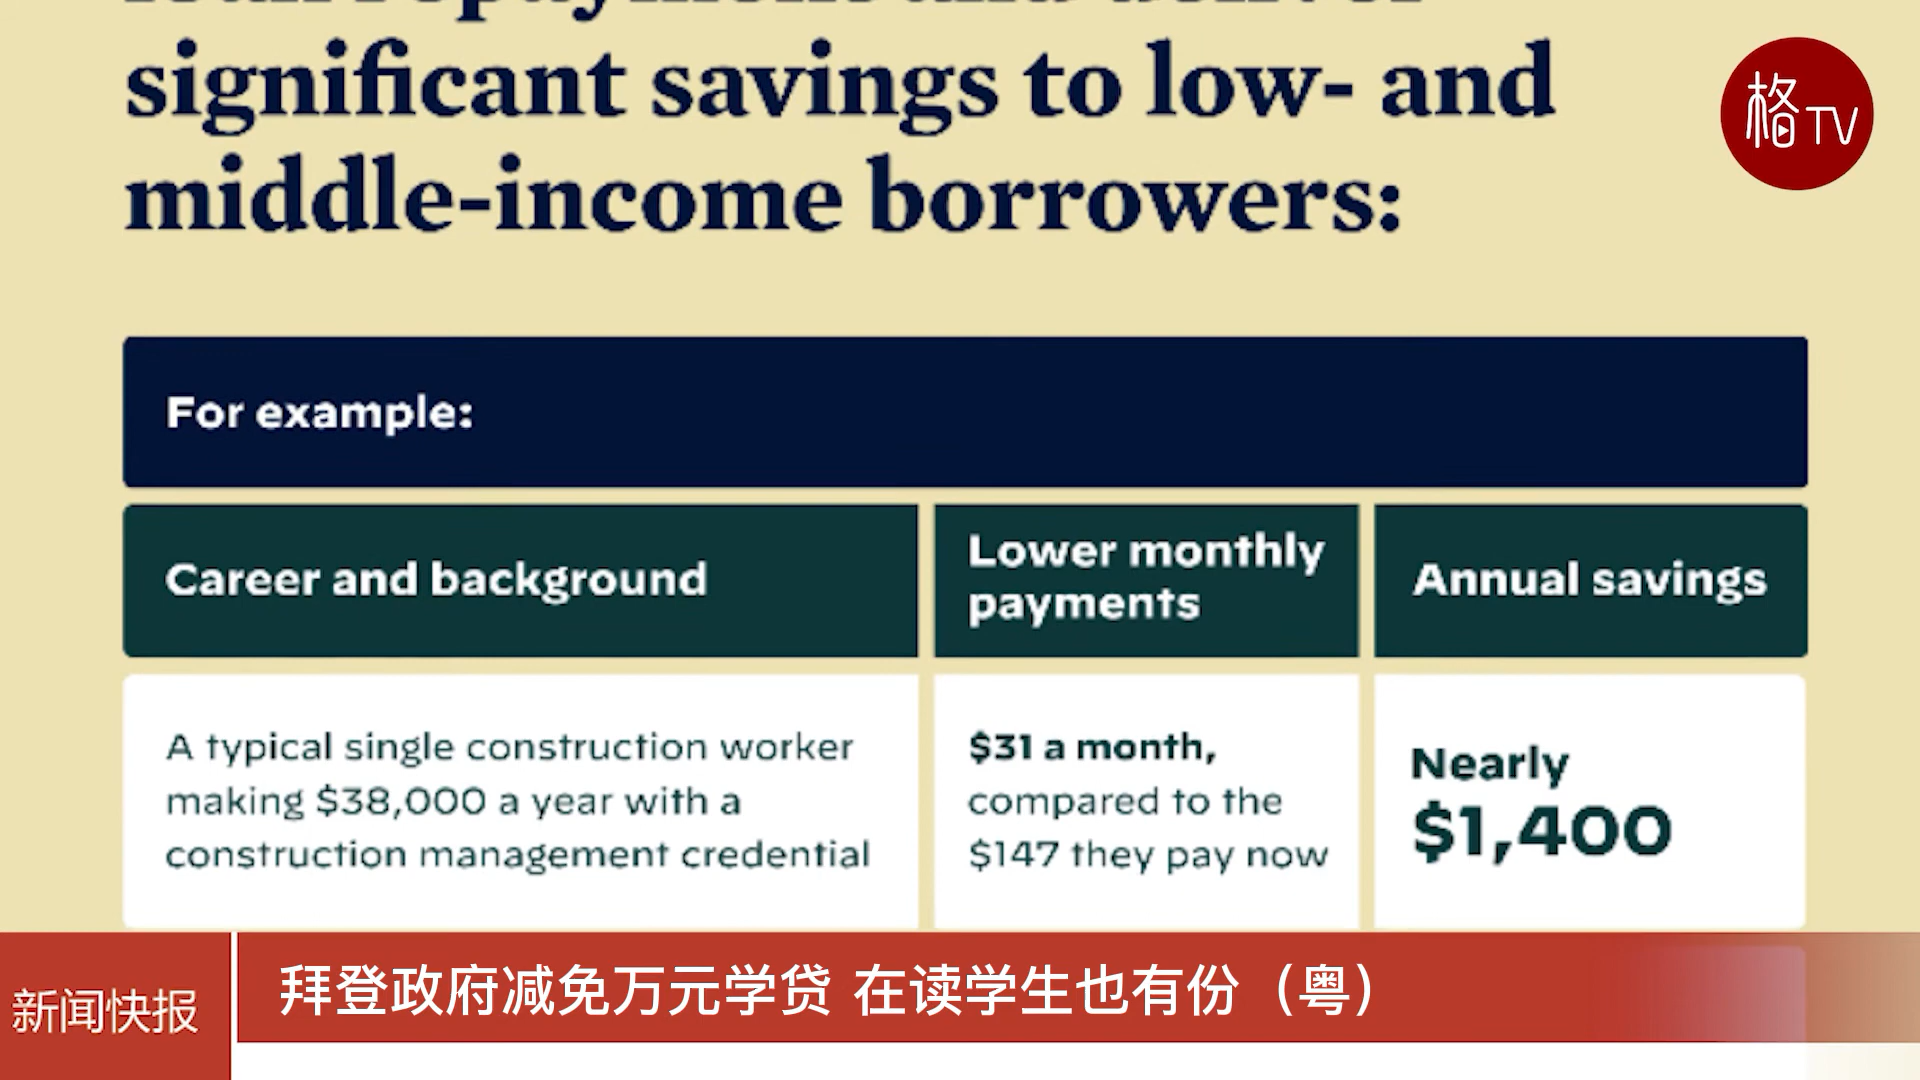 significant savings to low- and
middle-income borrowers:
格TV
For example:
Career and background
Lower monthly
payments
Annual savings
A typical single construction worker
making $38,000 a year with a
construction management credential
$31 a month,
compared to the
$147 they pay now
Nearly
$1,400
新闻快报
拜登政府减免万元学贷 在读学生也有份（粤）